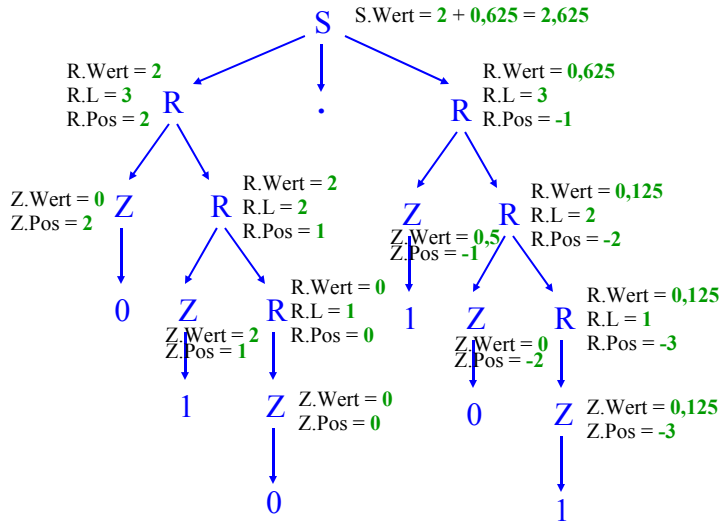 S
S.Wert = 2 + 0,625 = 2,625
R.Wert = 2
R.L = 3
R.Pos = 2
R
.
R
R.Wert = 0,625
R.L = 3
R.Pos = -1
Z.Wert = 0
Z.Pos = 2
Z
R
R.Wert = 2
R.L = 2
R.Pos = 1
Z
Z.Wert = 0,5
Z.Pos = -1
R
R.Wert = 0,125
R.L = 2
R.Pos = -2
0
Z
Z.Wert = 2
Z.Pos = 1
R
R.Wert = 0
R.L = 1
R.Pos = 0
1
Z
Z.Wert = 0
Z.Pos = -2
R
R.Wert = 0,125
R.L = 1
R.Pos = -3
1
Z
Z.Wert = 0
Z.Pos = 0
0
Z
Z.Wert = 0,125
Z.Pos = -3
0
1